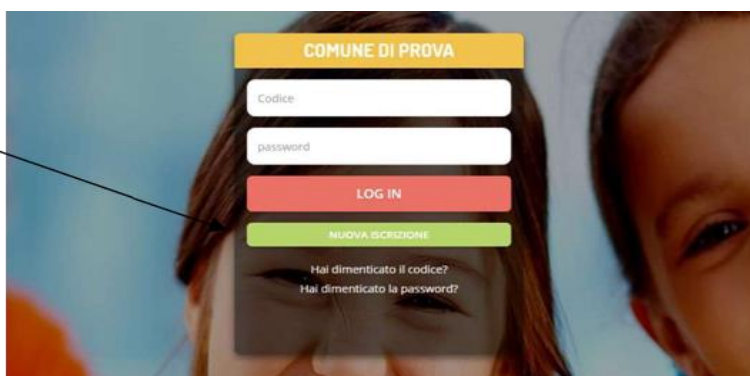 COMUNE DI PROVA
Codice
password
LOG IN
NUOVA ISCRIZIONE
Hai dimenticato il codice?
Hai dimenticato la password?